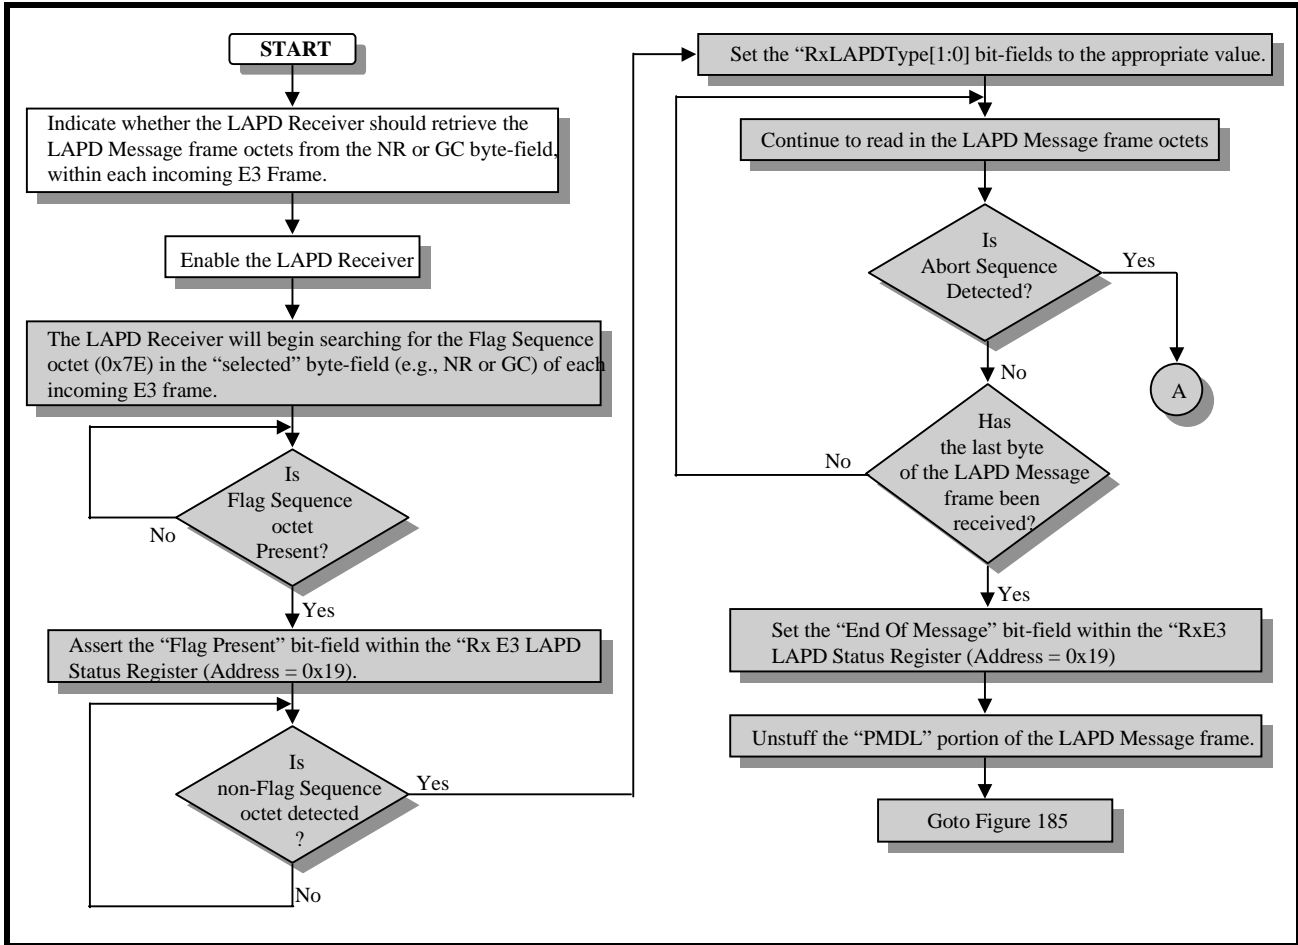 START
Indicate whether the LAPD Receiver should retrieve the
LAPD Message frame octets from the NR or GC byte-field,
within each incoming E3 Frame.
Enable the LAPD Receiver
The LAPD Receiver will begin searching for the Flag Sequence
octet (0x7E) in the “selected” byte-field (e.g., NR or GC) of each
incoming E3 frame.
Is
Flag Sequence
octet
Present?
No
Yes
Assert the “Flag Present” bit-field within the “Rx E3 LAPD
Status Register (Address = 0x19).
Is
non-Flag Sequence
octet detected
?
Yes
No
Set the “RxLAPDType[1:0] bit-fields to the appropriate value.
Continue to read in the LAPD Message frame octets
Is
Abort Sequence
Detected?
Yes
A
No
Has
the last byte
of the LAPD Message
frame been
received?
No
Yes
Set the “End Of Message” bit-field within the “RxE3
LAPD Status Register (Address = 0x19)
Unstuff the “PMDL” portion of the LAPD Message frame.
Goto Figure 185